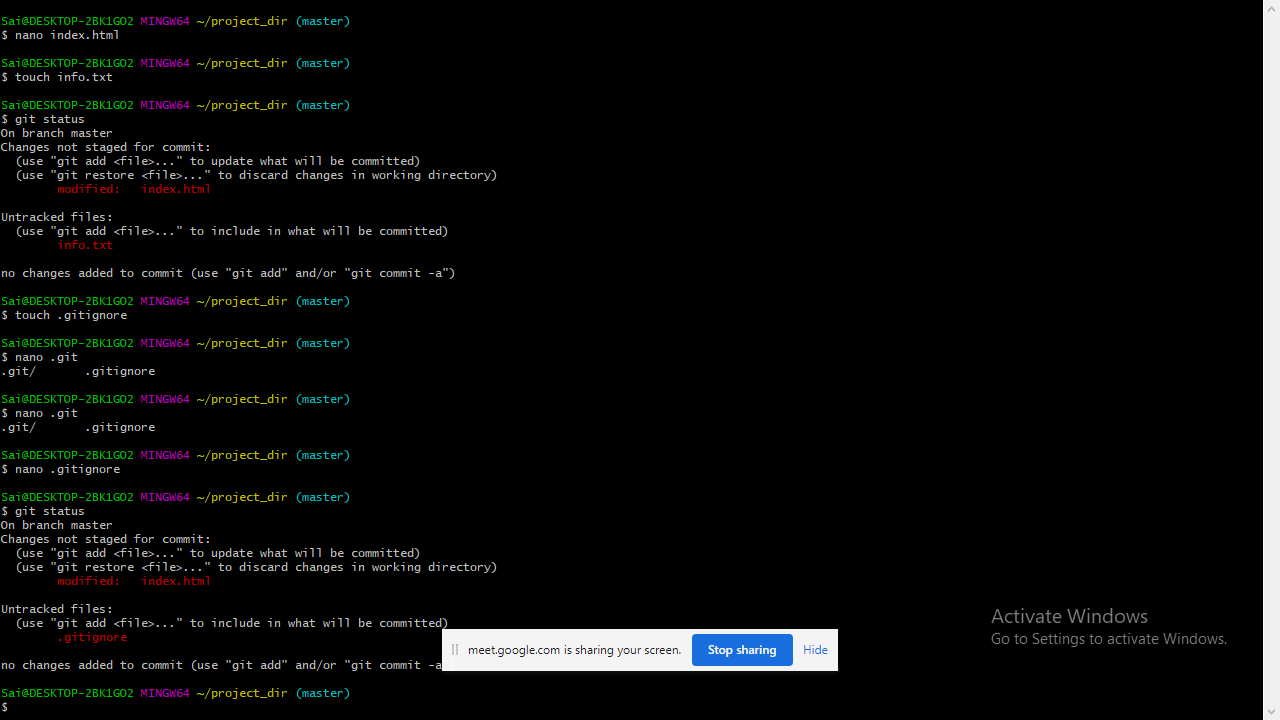 Sai@DESKTOP-2BK1GO2 MINGW64 ~/project_dir (master)
$ nano index.html
Sai@DESKTOP-2BK1GO2 MINGW64 ~/project_dir (master)
$ touch info.txt
Sai@DESKTOP-2BK1GO2 MINGW64 ~/project_dir (master)
$ git status
On branch master
Changes not staged for commit:
  (use "git add <file>..." to update what will be committed)
  (use "git restore <file>..." to discard changes in working directory)
        modified:   index.html
Untracked files:
  (use "git add <file>..." to include in what will be committed)
        info.txt
no changes added to commit (use "git add" and/or "git commit -a")
Sai@DESKTOP-2BK1GO2 MINGW64 ~/project_dir (master)
$ touch .gitignore
Sai@DESKTOP-2BK1GO2 MINGW64 ~/project_dir (master)
$ nano .git
.git/       .gitignore
Sai@DESKTOP-2BK1GO2 MINGW64 ~/project_dir (master)
$ nano .git
.git/       .gitignore
Sai@DESKTOP-2BK1GO2 MINGW64 ~/project_dir (master)
$ nano .gitignore
Sai@DESKTOP-2BK1GO2 MINGW64 ~/project_dir (master)
$ git status
On branch master
Changes not staged for commit:
  (use "git add <file>..." to update what will be committed)
  (use "git restore <file>..." to discard changes in working directory)
        modified:   index.html
Untracked files:
  (use "git add <file>..." to include in what will be committed)
        .gitignore
no changes added to commit (use "git add" and/or "git commit -a
Sai@DESKTOP-2BK1GO2 MINGW64 ~/project_dir (master)
$
meet.google.com is sharing your screen.
Stop sharing
Hide
Activate Windows
Go to Settings to activate Windows.